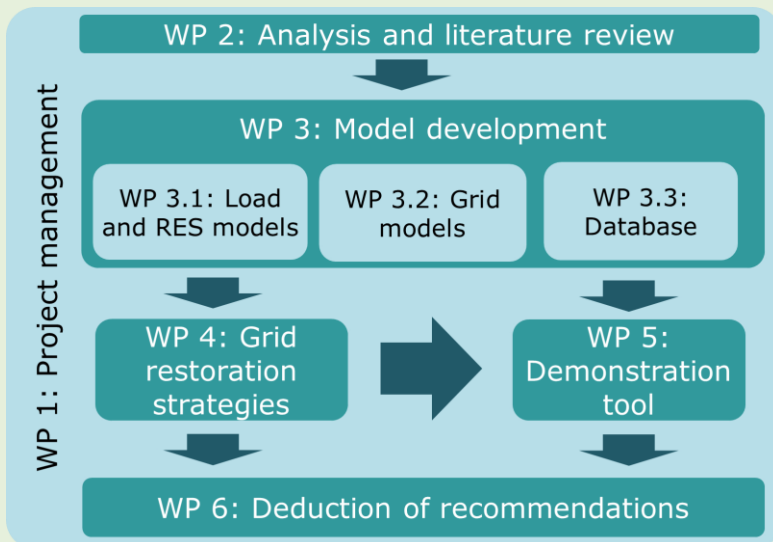 WP 1: Project management
WP 2: Analysis and literature review
WP 3: Model development
WP 3.1: Load
and RES models
WP 3.2: Grid
models
WP 3.3:
Database
WP 4: Grid
restoration
strategies
WP 5:
Demonstration
tool
WP 6: Deduction of recommendations